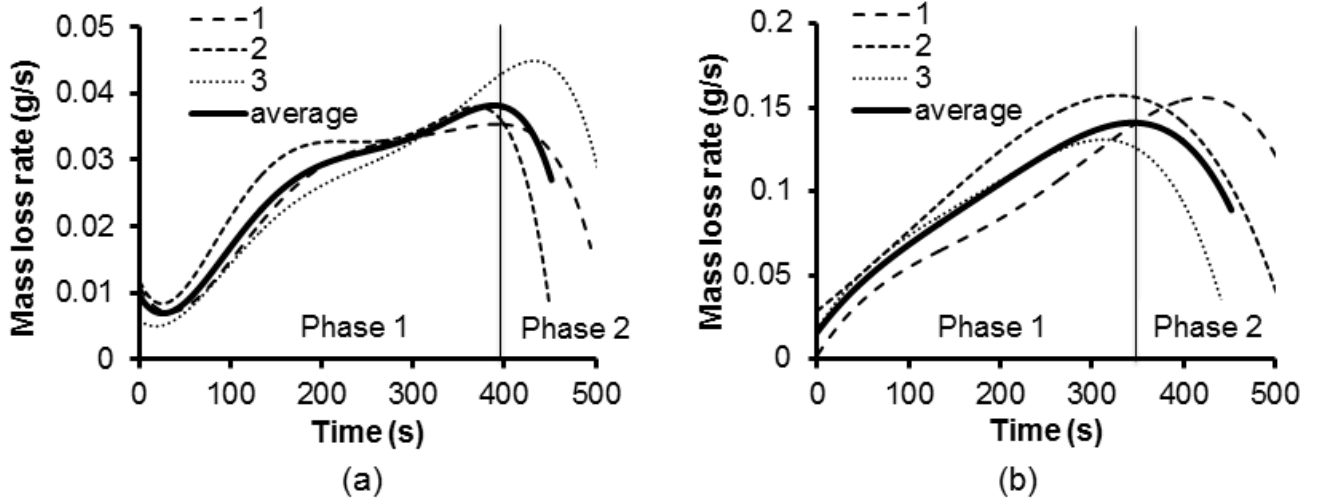 Mass loss rate (g/s)
0.05
0.04
0.03
0.02
0.01
0
1
2
3
average
Phase 1
Phase 2
0
100
200
300
400
500
Time (s)
(a)
Mass loss rate (g/s)
0.2
0.15
0.1
0.05
0
1
2
3
average
Phase 1
Phase 2
0
100
200
300
400
500
Time (s)
(b)